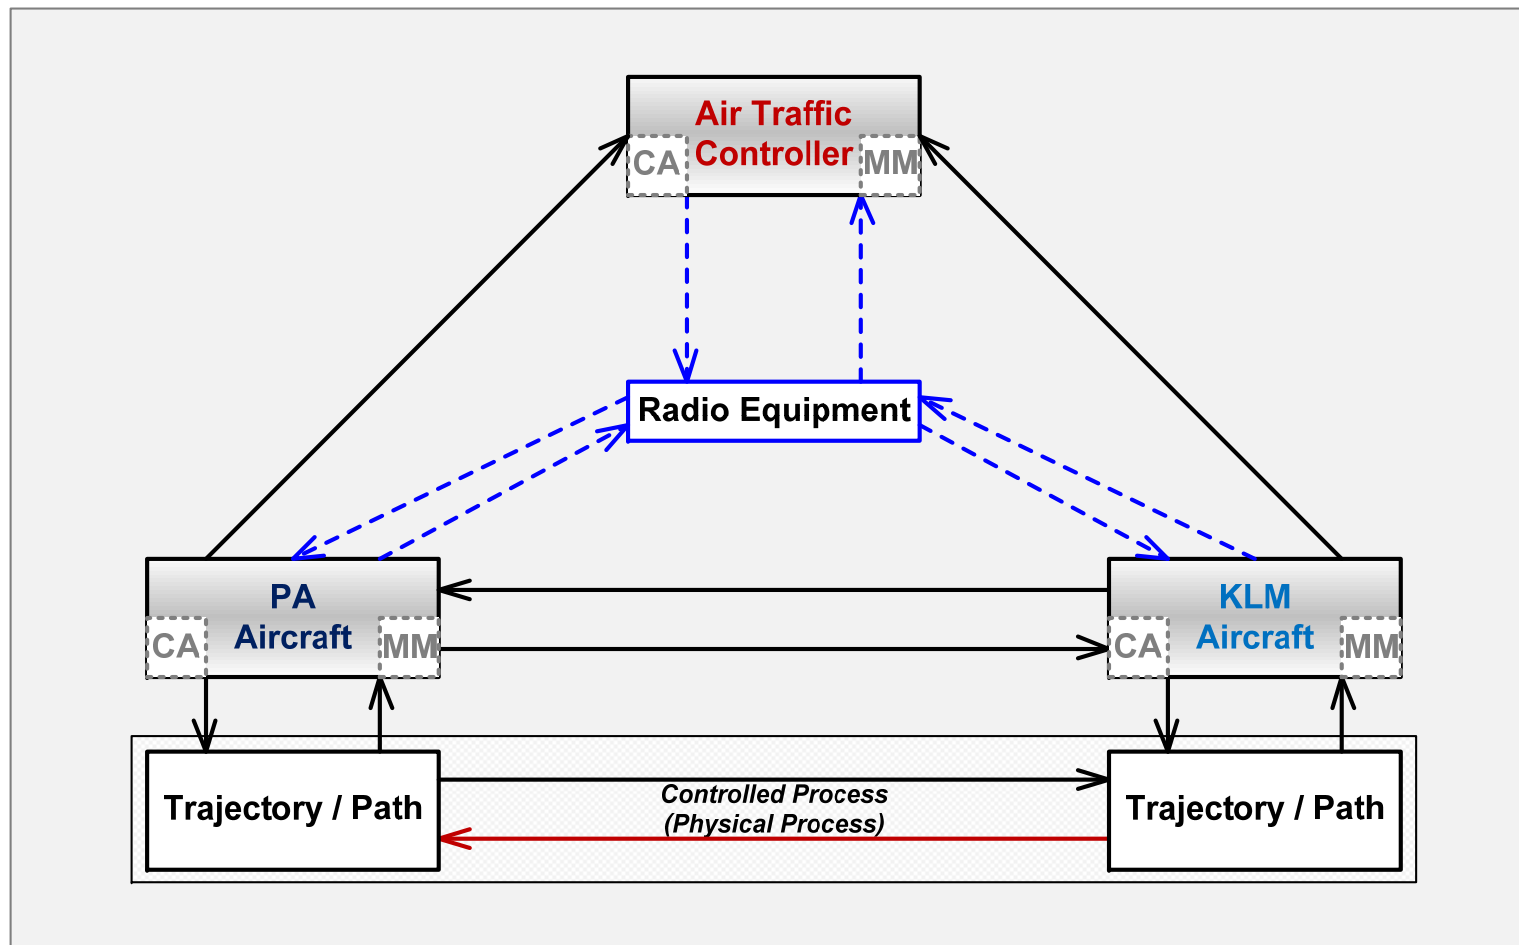 Air Traffic
Controller
CA
MM
Radio Equipment
PA
Aircraft
CA
MM
KLM
Aircraft
CA
MM
Trajectory / Path
Controlled Process
(Physical Process)
Trajectory / Path